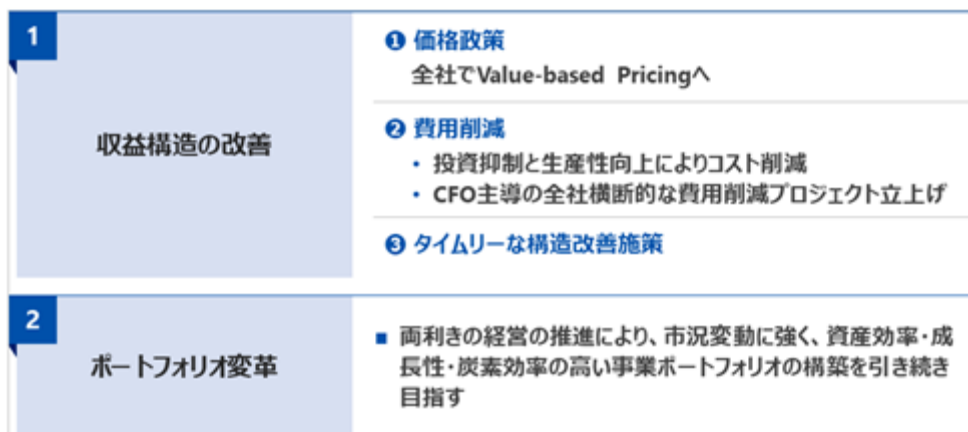 1
収益構造の改善
❶ 価格政策
全社でValue-based Pricingへ
❷ 費用削減
• 投資抑制と生産性向上によりコスト削減
• CFO主導の全社横断的な費用削減プロジェクト立上げ
❸ タイムリーな構造改善施策
2
ポートフォリオ変革
■ 両利きの経営の推進により、市況変動に強く、資産効率・成
長性・炭素効率の高い事業ポートフォリオの構築を引き続き
目指す